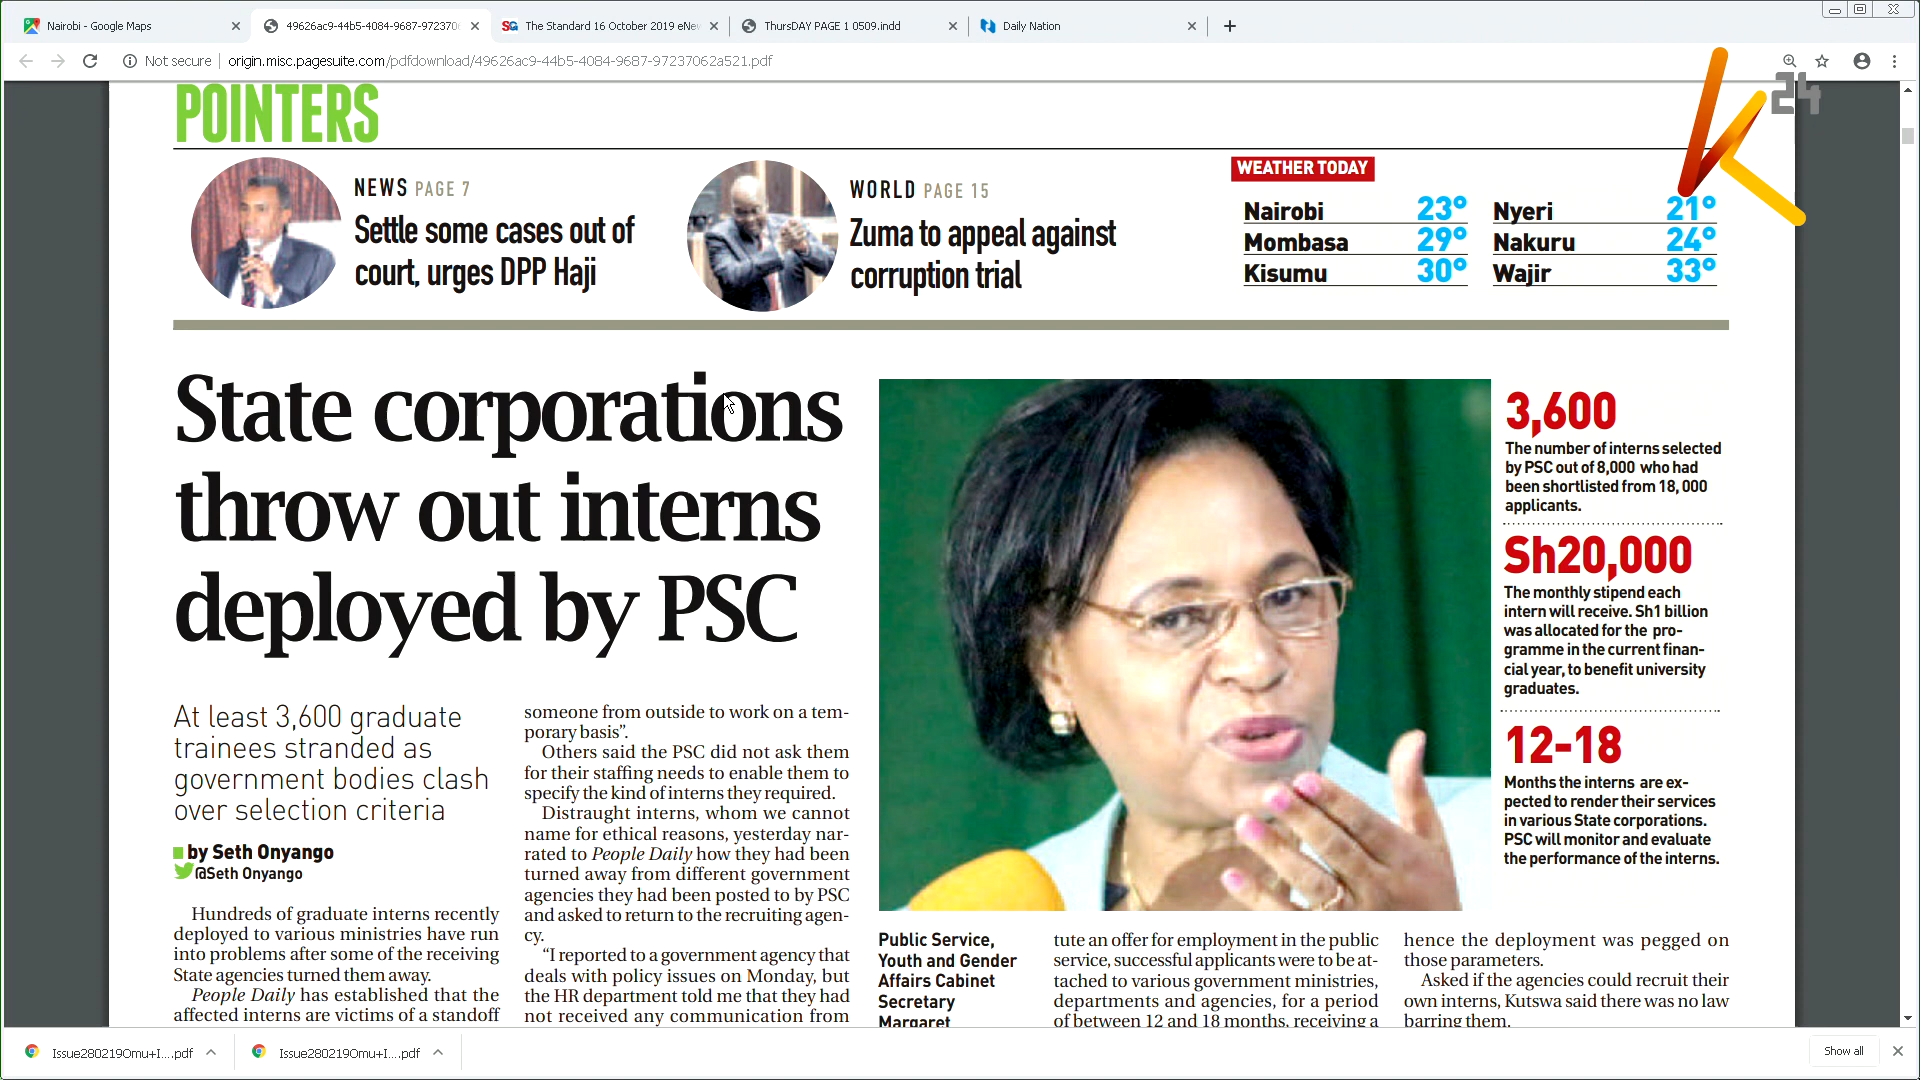 Nairobi - Google Maps
49626ac9-44b5-4084-9687-972370
The Standard 16 October 2019 eNe
ThursDAY PAGE 1 0509.indd
Daily Nation
Not secure
origin.misc.pagesuite.com/pdfdownload/49626ac9-44b5-4084-9687-97237062a521.pdf
24
POINTERS
NEWS PAGE 7
Settle some cases out of
court, urges DPP Haji
WORLD PAGE 15
Zuma to appeal against
corruption trial
WEATHER TODAY
Nairobi 23°
Mombasa 29°
Kisumu 30°
Nyeri 21°
Nakuru 24°
Wajir 33°
State corporations
throw out interns
deployed by PSC
At least 3,600 graduate
trainees stranded as
government bodies clash
over selection criteria
by Seth Onyango
@Seth Onyango
Hundreds of graduate interns recently
deployed to various ministries have run
into problems after some of the receiving
State agencies turned them away.
People Daily has established that the
affected interns are victims of a standoff
someone from outside to work on a tem-
porary basis”.
Others said the PSC did not ask them
for their staffing needs to enable them to
specify the kind of interns they required.
Distraught interns, whom we cannot
name for ethical reasons, yesterday nar-
rated to People Daily how they had been
turned away from different government
agencies they had been posted to by PSC
and asked to return to the recruiting agen-
cy.
“I reported to a government agency that
deals with policy issues on Monday, but
the HR department told me that they had
not received any communication from
3,600
The number of interns selected
by PSC out of 8,000 who had
been shortlisted from 18, 000
applicants.
Sh20,000
The monthly stipend each
intern will receive. Sh1 billion
was allocated for the pro-
gramme in the current finan-
cial year, to benefit university
graduates.
12-18
Months the interns are ex-
pected to render their services
in various State corporations.
PSC will monitor and evaluate
the performance of the interns.
Public Service,
Youth and Gender
Affairs Cabinet
Secretary
Margaret
tute an offer for employment in the public
service, successful applicants were to be at-
tached to various government ministries,
departments and agencies, for a period
of between 12 and 18 months, receiving a
hence the deployment was pegged on
those parameters.
Asked if the agencies could recruit their
own interns, Kutswa said there was no law
barring them.
Issue280219Omu+I....pdf
Issue280219Omu+I....pdf
Show all